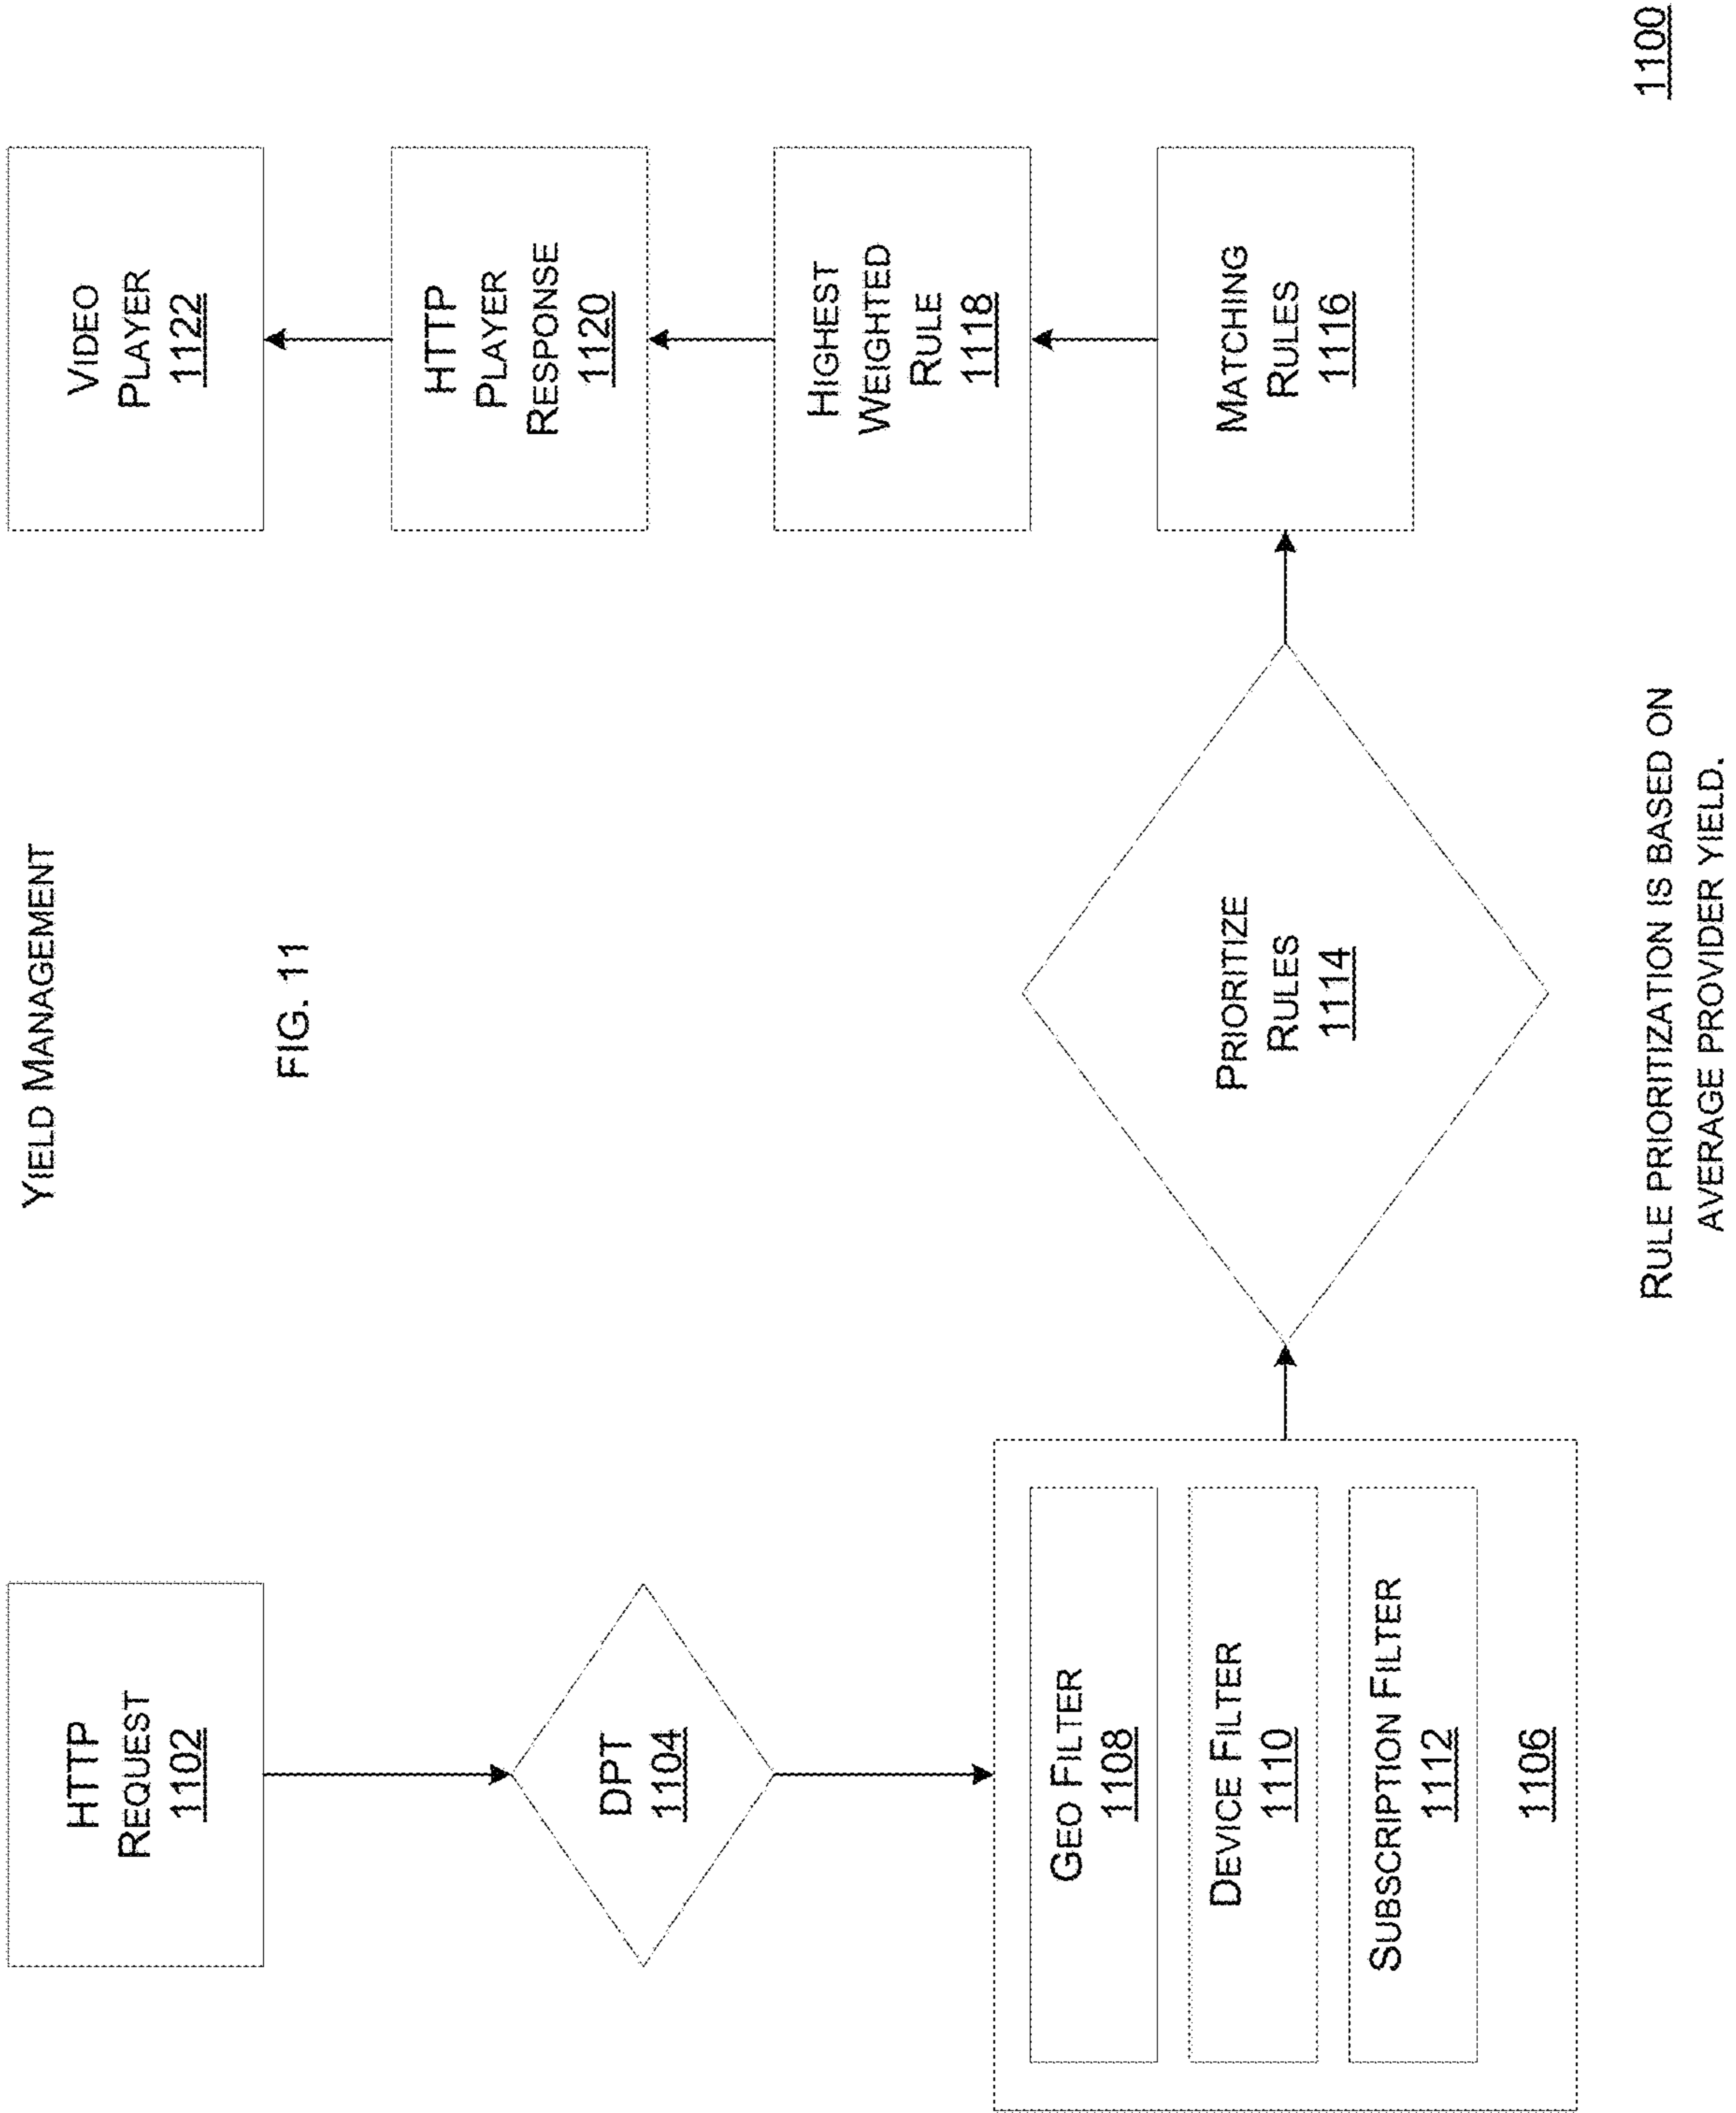 YIELD MANAGEMENT
FIG. 11
HTTP
REQUEST
1102
DPT
1104
GEO FILTER
1108
DEVICE FILTER
1110
SUBSCRIPTION FILTER
1112
1106
PRIORITIZE
RULES
1114
RULE PRIORITIZATION IS BASED ON
AVERAGE PROVIDER YIELD.
MATCHING
RULES
1116
HIGHEST
WEIGHTED
RULE
1118
HTTP
PLAYER
RESPONSE
1120
VIDEO
PLAYER
1122
1100